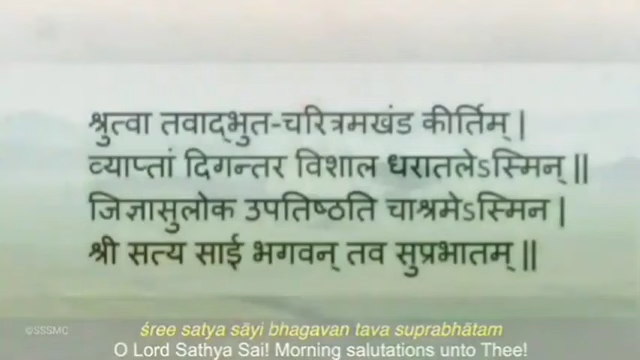 श्रुत्वा तवाद्भुत-चरित्रमखंड कीर्तिम् |
व्याप्तां दिगन्तर विशाल धरातलेऽस्मिन् ||
जिज्ञासुलोक उपतिष्ठति चाश्रमेऽस्मिन |
श्री सत्य साई भगवन् तव सुप्रभातम् ||
©SSSMC
śree satya sāyi bhagavan tava suprabhātam
O Lord Sathya Sai! Morning salutations unto Thee!